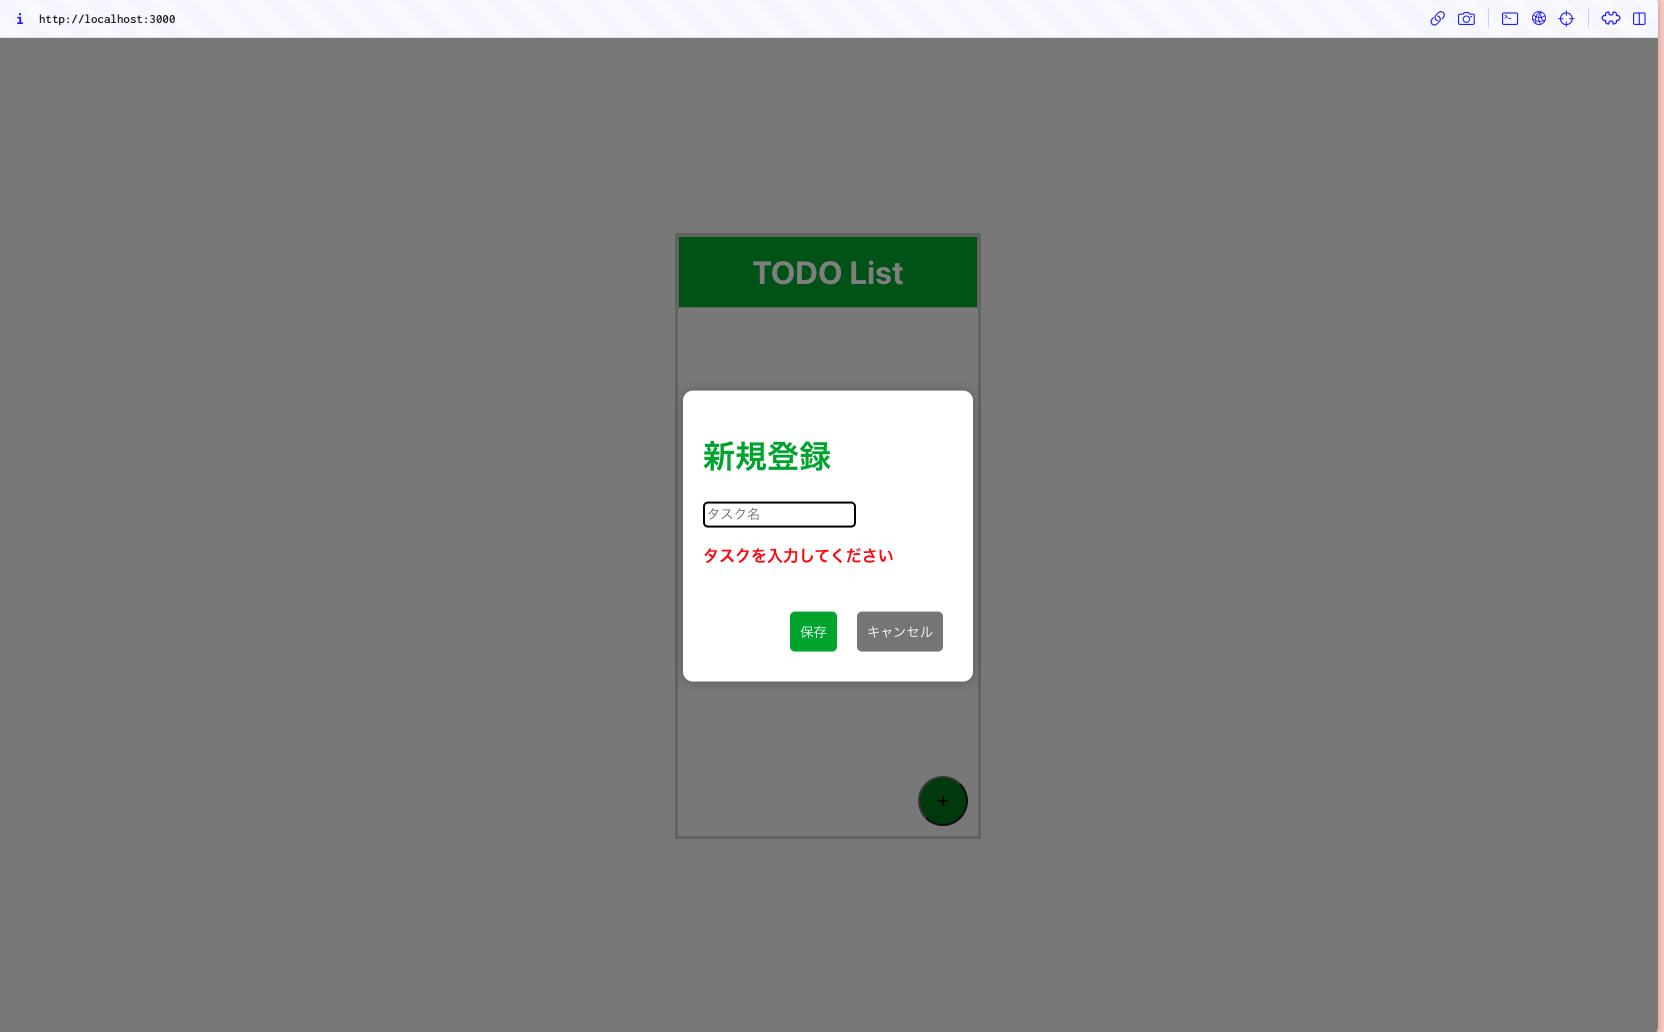 http://localhost:3000
TODO List
新規登録
タスク名
タスクを入力してください
保存 キャンセル
+